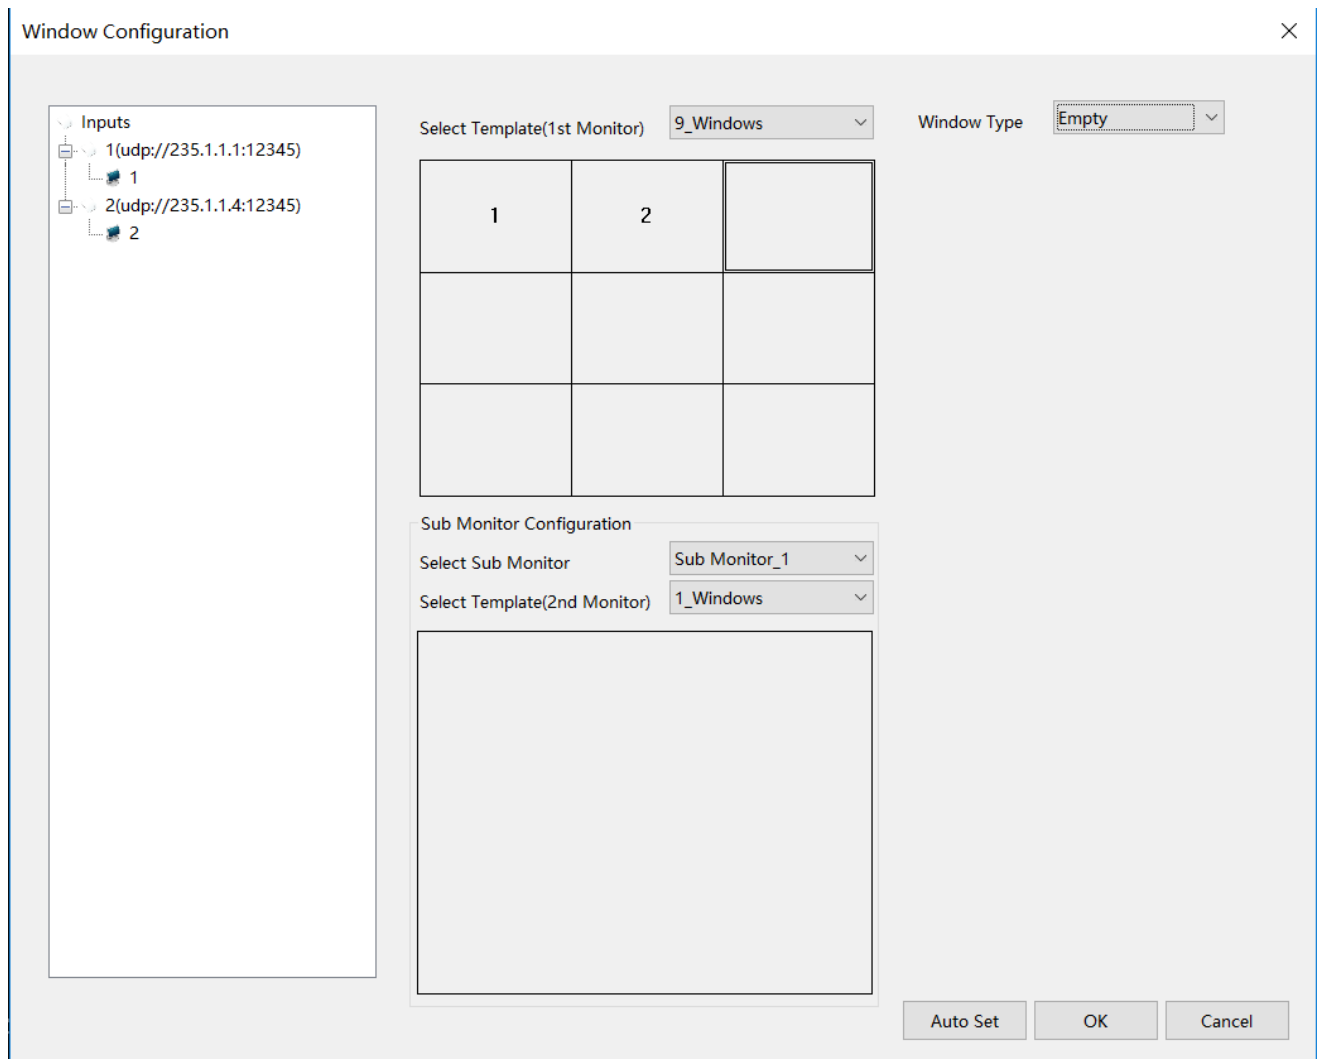 Window Configuration
Inputs
1(udp://235.1.1.1:12345)
1
2(udp://235.1.1.4:12345)
2
Select Template(1st Monitor)
9_Windows
Window Type
Empty
1
2
Sub Monitor Configuration
Select Sub Monitor
Sub Monitor_1
Select Template(2nd Monitor)
1_Windows
Auto Set
OK
Cancel